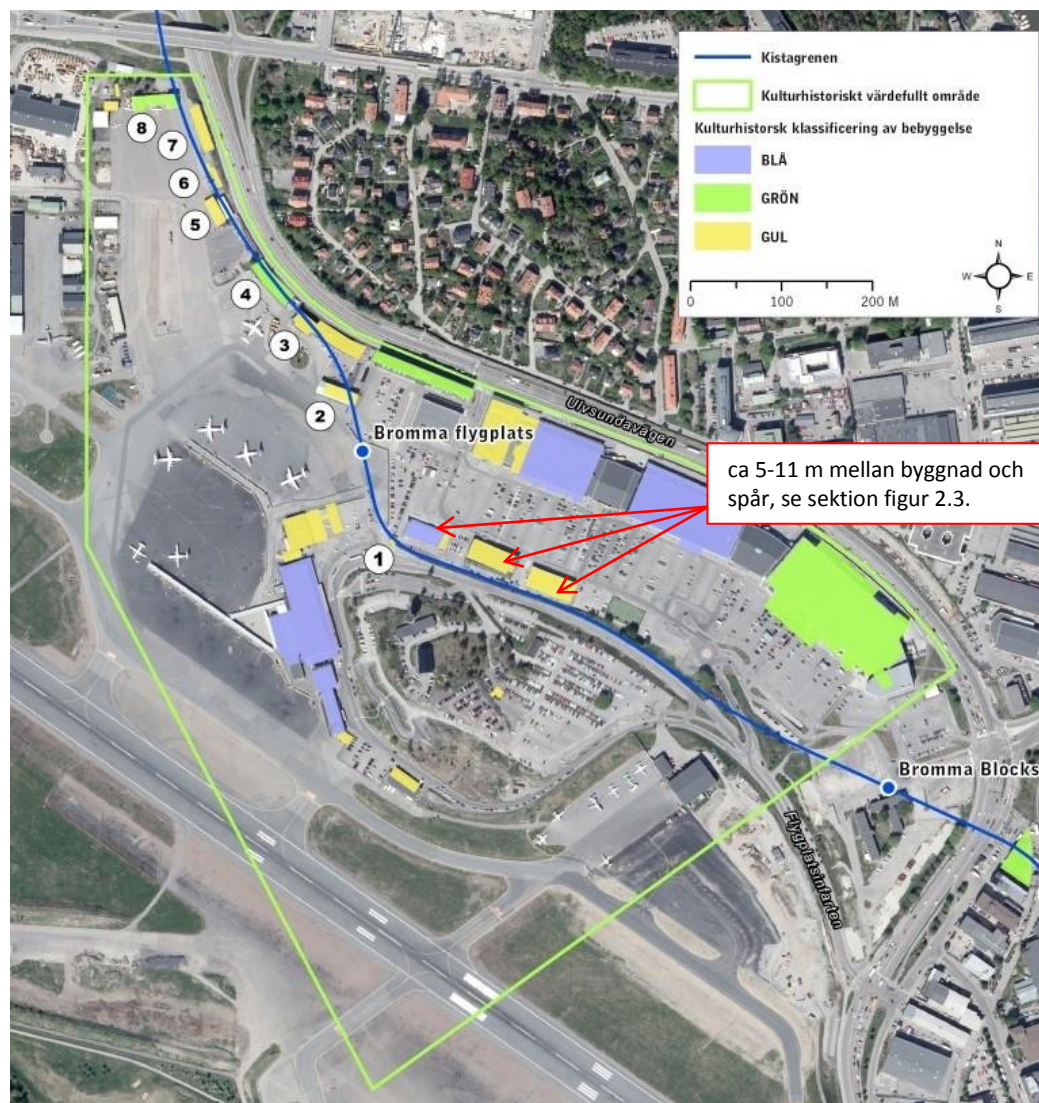 Kistagrenen
Kulturhistoriskt värdefullt område
Kulturhistorsk klassificering av bebyggelse
BLÅ
GRÖN
GUL
N
W E
S
0 100 200 M
8
7
6
5
4
3
2
Ulvsundavägen
Bromma flygplats
ca 5-11 m mellan byggnad och
spår, se sektion figur 2.3.
1
Bromma Blocks
Flygplatsinfarten